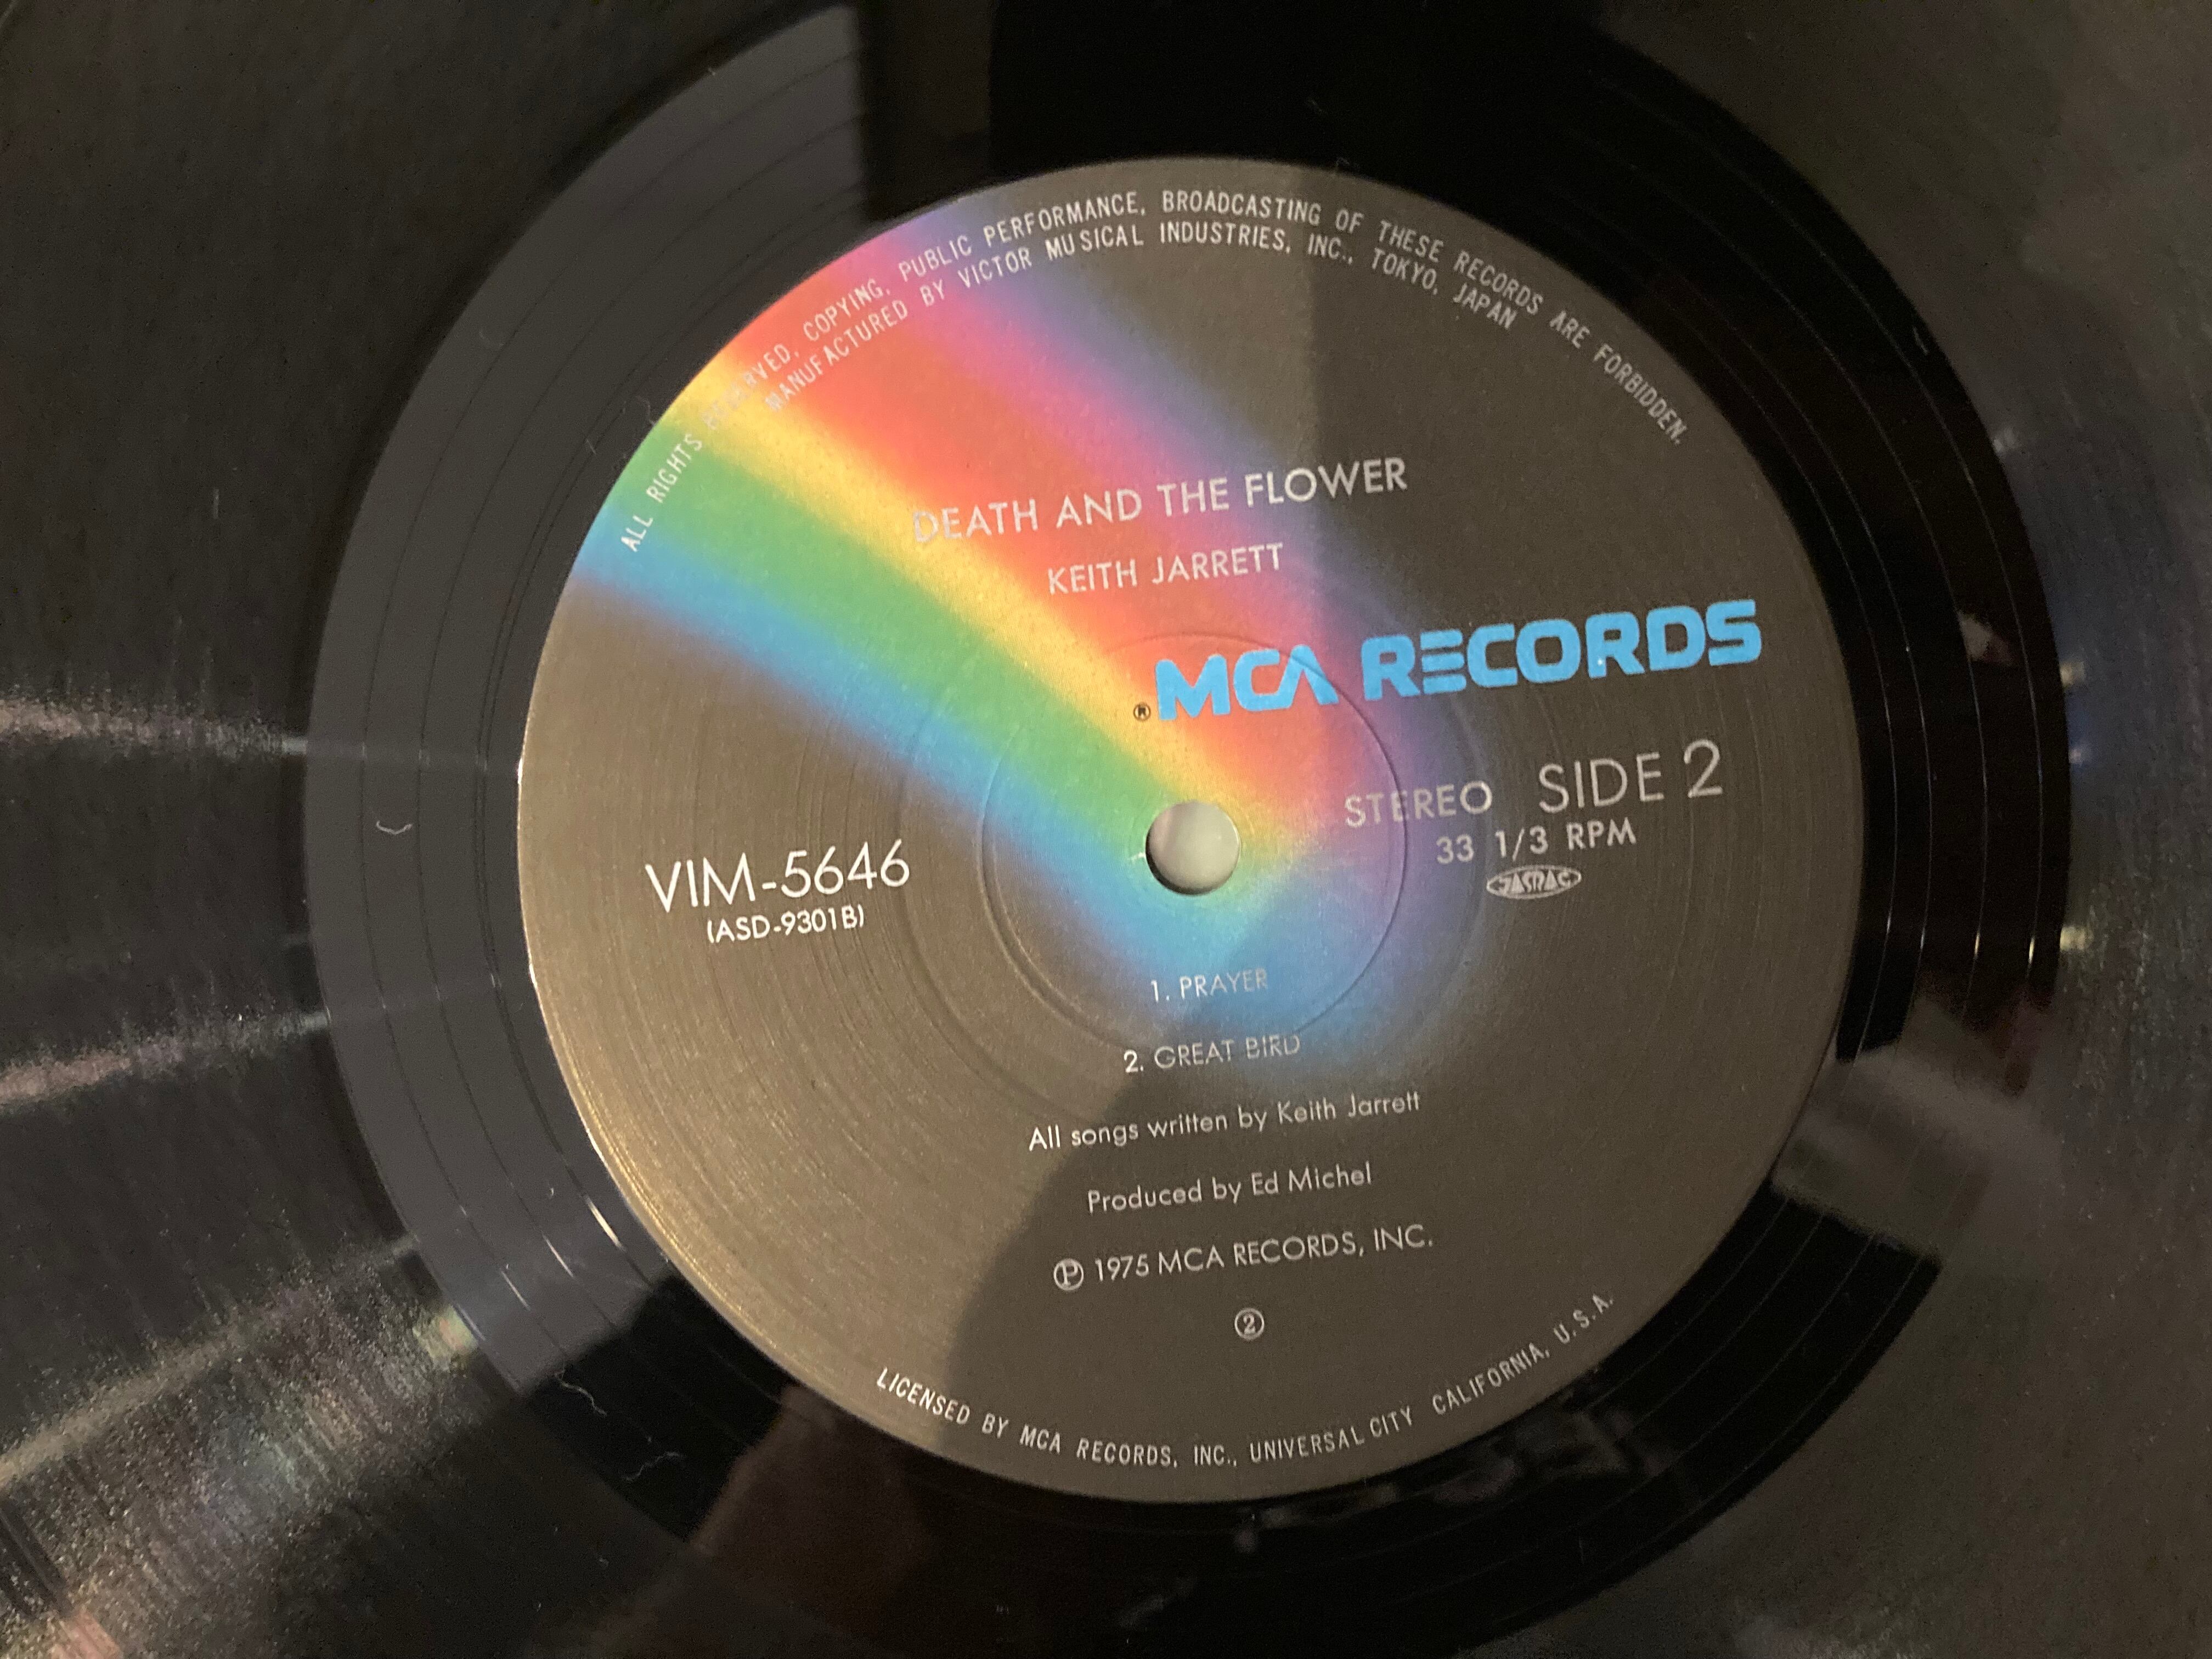 ALL RIGHTS RESERVED. COPYING, PUBLIC PERFORMANCE, BROADCASTING OF THESE RECORDS ARE FORBIDDEN.
MANUFACTURED BY VICTOR MUSICAL INDUSTRIES, INC., TOKYO, JAPAN
DEATH AND THE FLOWER
KEITH JARRETT
® MCA RECORDS
STEREO SIDE 2
33 1/3 RPM
JASRAC
VIM-5646
(ASD-9301B)
1. PRAYER
2. GREAT BIRD
All songs written by Keith Jarrett
Produced by Ed Michel
℗ 1975 MCA RECORDS, INC.
②
LICENSED BY MCA RECORDS, INC., UNIVERSAL CITY CALIFORNIA, U.S.A.